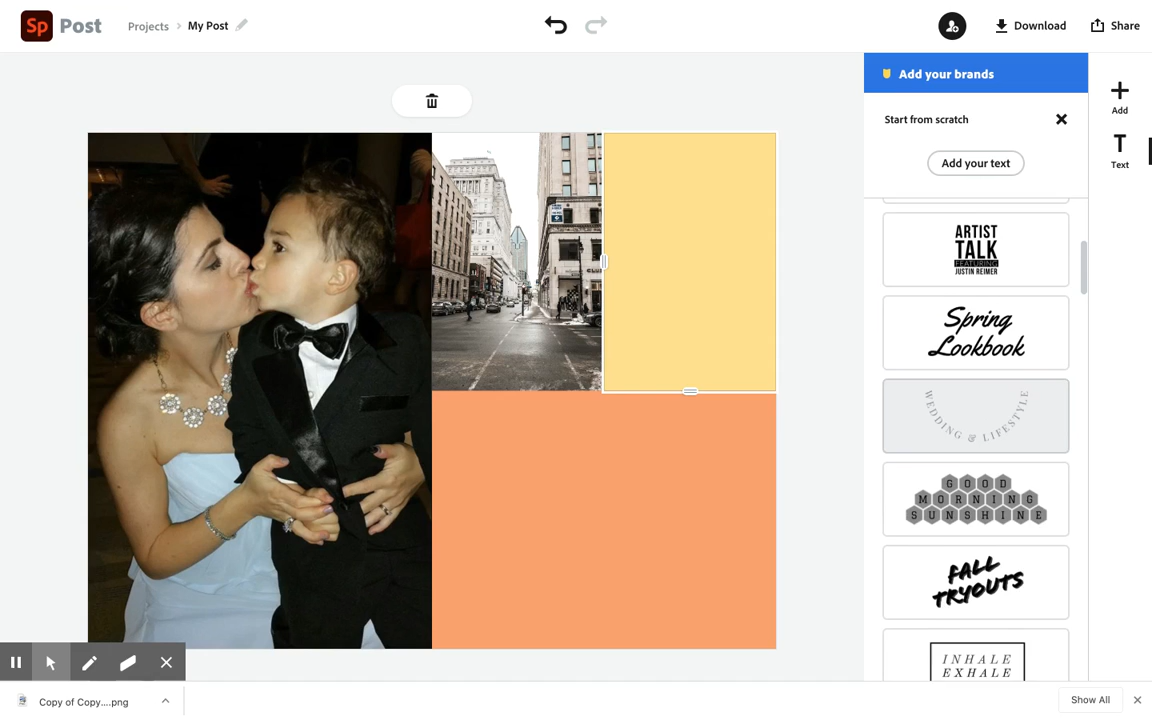 Sp Post
Projects > My Post
Download
Share
Add your brands
Start from scratch
Add your text
Add
Text
ARTIST
TALK
FEATURING
JUSTIN REIMER
Spring
Lookbook
WEDDING & LIFESTYLE
GOOD
MORNING
SUNSHINE
FALL
TRYOUTS
INHALE
EXHALE
Copy of Copy....png
Show All